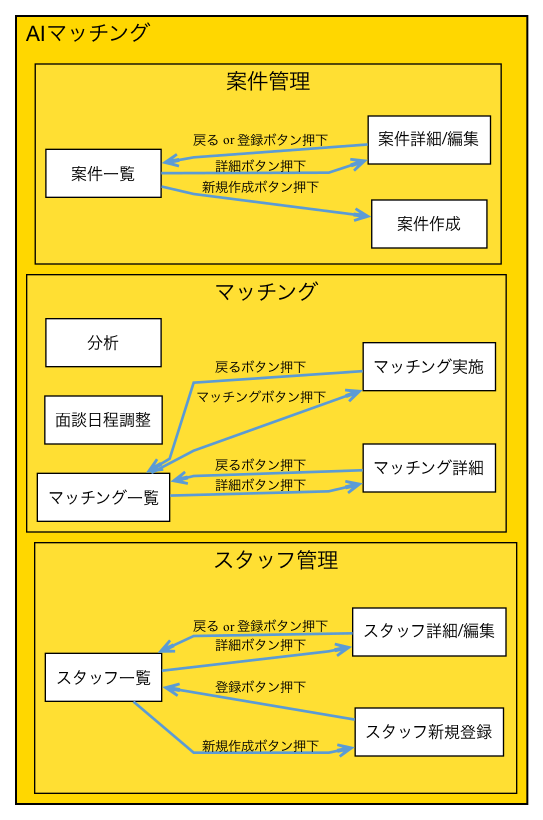 AIマッチング
案件管理
戻る or 登録ボタン押下
案件詳細/編集
詳細ボタン押下
案件一覧
新規作成ボタン押下
案件作成
マッチング
分析
戻るボタン押下
マッチング実施
マッチングボタン押下
面談日程調整
戻るボタン押下
マッチング詳細
詳細ボタン押下
マッチング一覧
スタッフ管理
戻る or 登録ボタン押下
スタッフ詳細/編集
詳細ボタン押下
スタッフ一覧
登録ボタン押下
スタッフ新規登録
新規作成ボタン押下